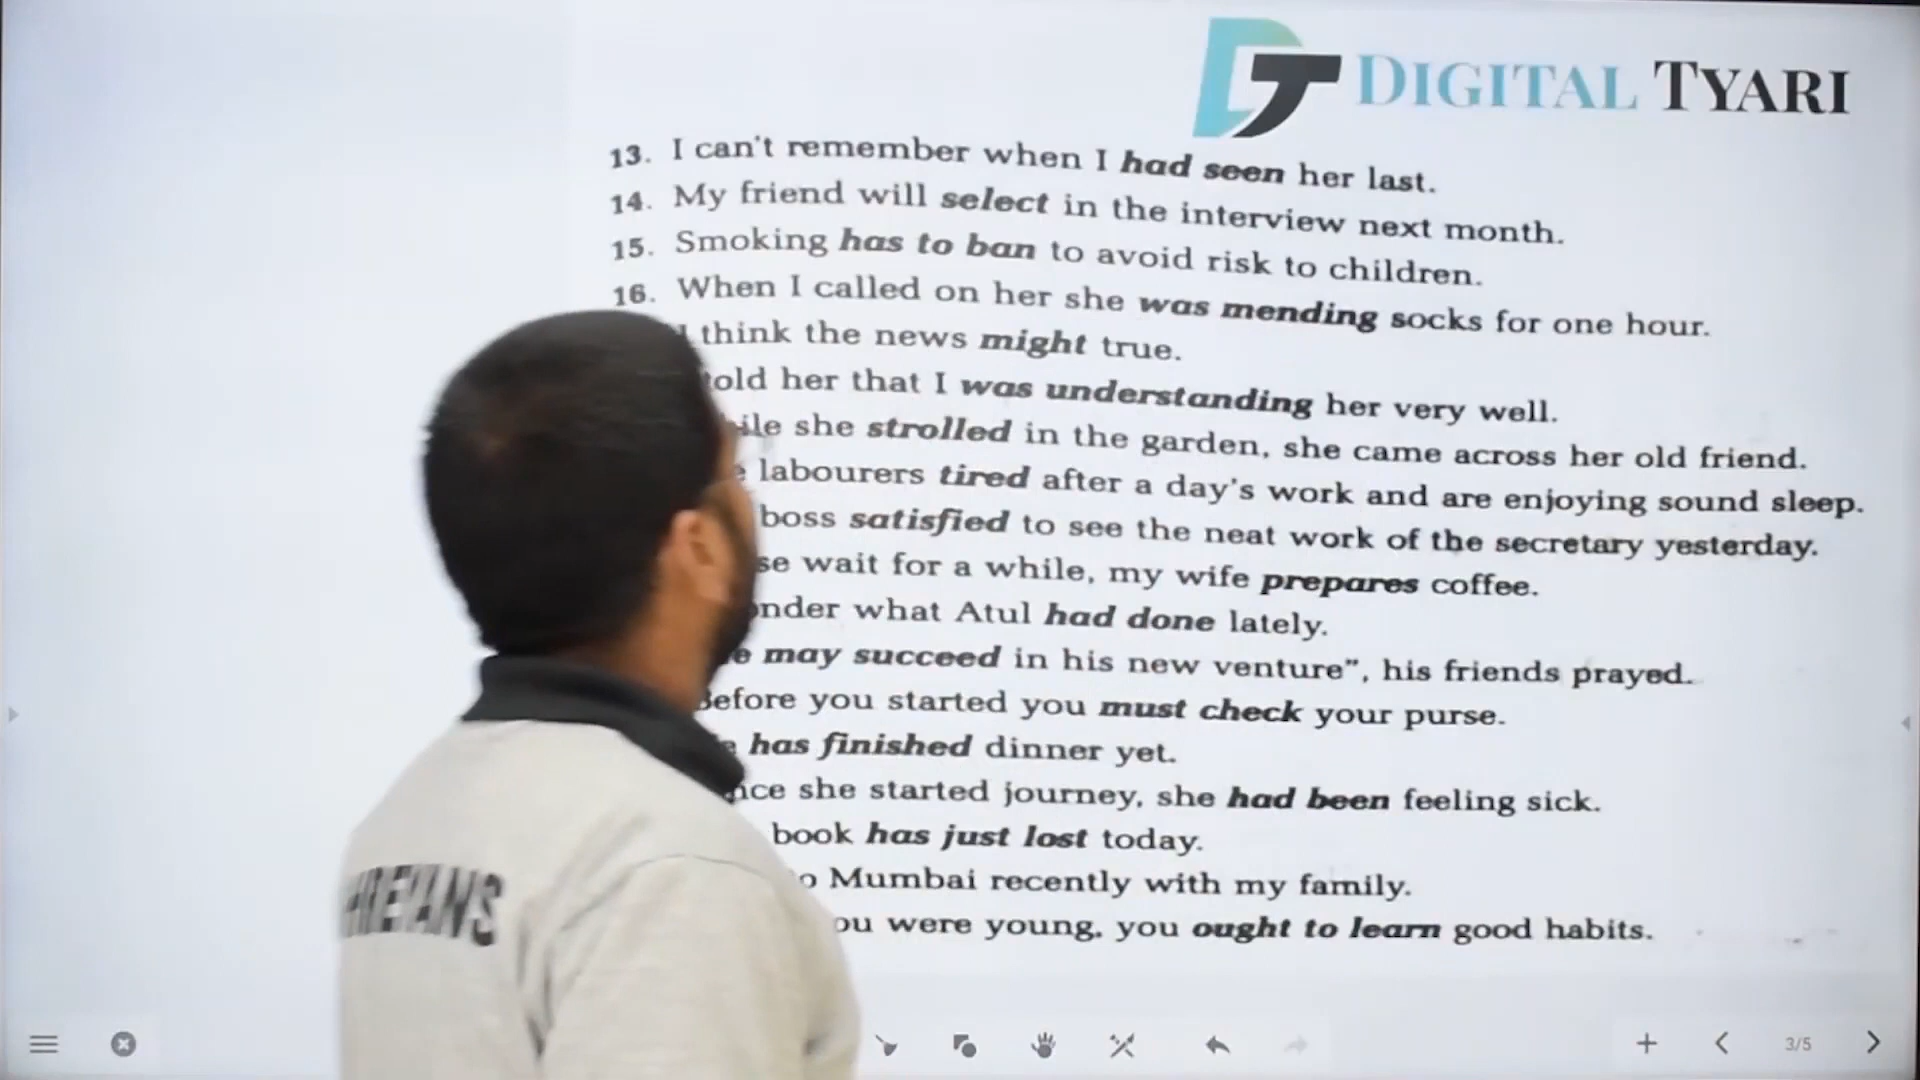 DT DIGITAL TYARI
13. I can't remember when I had seen her last.
14. My friend will select in the interview next month.
15. Smoking has to ban to avoid risk to children.
16. When I called on her she was mending socks for one hour.
I think the news might true.
told her that I was understanding her very well.
she strolled in the garden, she came across her old friend.
labourers tired after a day's work and are enjoying sound sleep.
boss satisfied to see the neat work of the secretary yesterday.
wait for a while, my wife prepares coffee.
what Atul had done lately.
may succeed in his new venture", his friends prayed.
Before you started you must check your purse.
has finished dinner yet.
she started journey, she had been feeling sick.
book has just lost today.
Mumbai recently with my family.
were young, you ought to learn good habits.
HREYANS
3/5